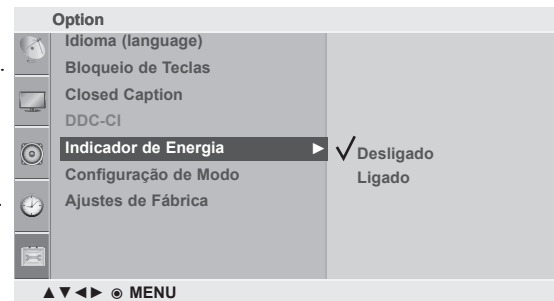 Option
Idioma (language)
Bloqueio de Teclas
Closed Caption
DDC-CI
Indicador de Energia ►
Configuração de Modo
Ajustes de Fábrica
✓ Desligado
Ligado
▲▼◄► ◉ MENU